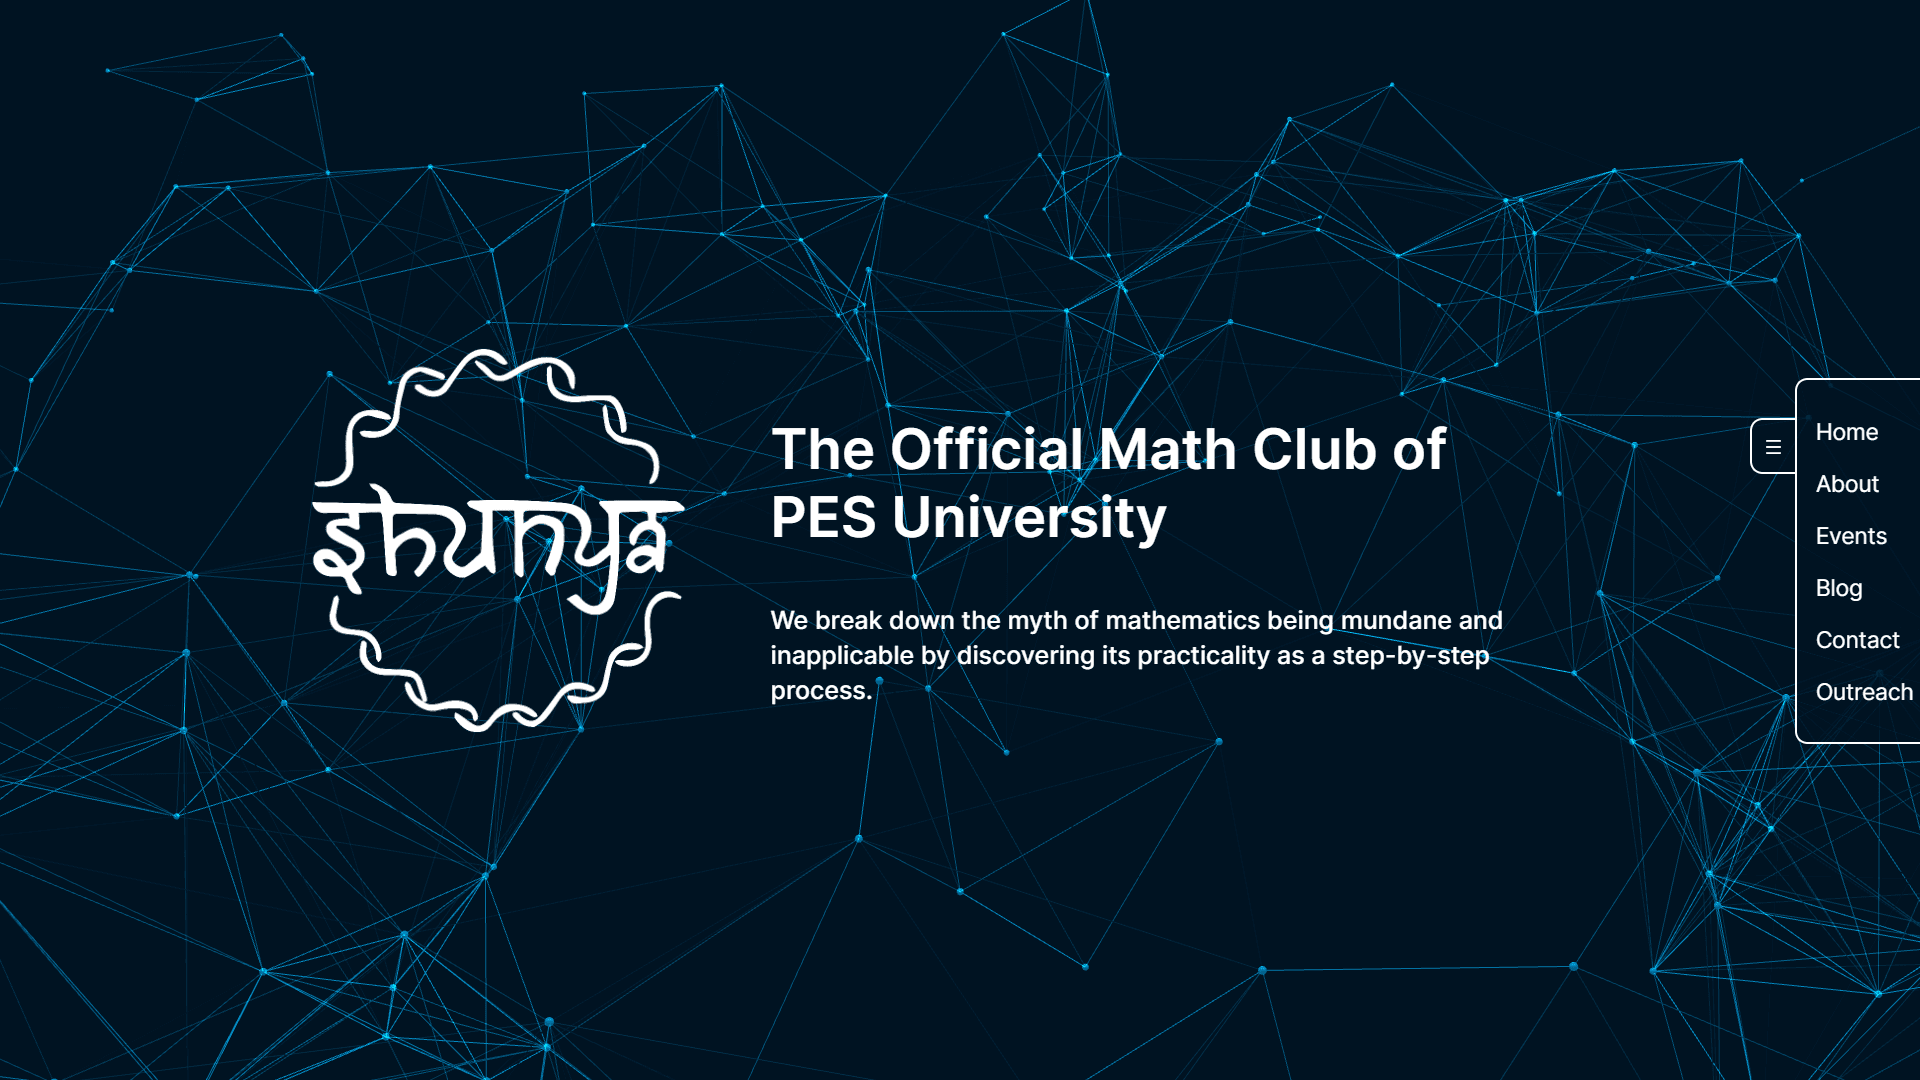 shunya
The Official Math Club of
PES University
We break down the myth of mathematics being mundane and
inapplicable by discovering its practicality as a step-by-step
process.
Home
About
Events
Blog
Contact
Outreach